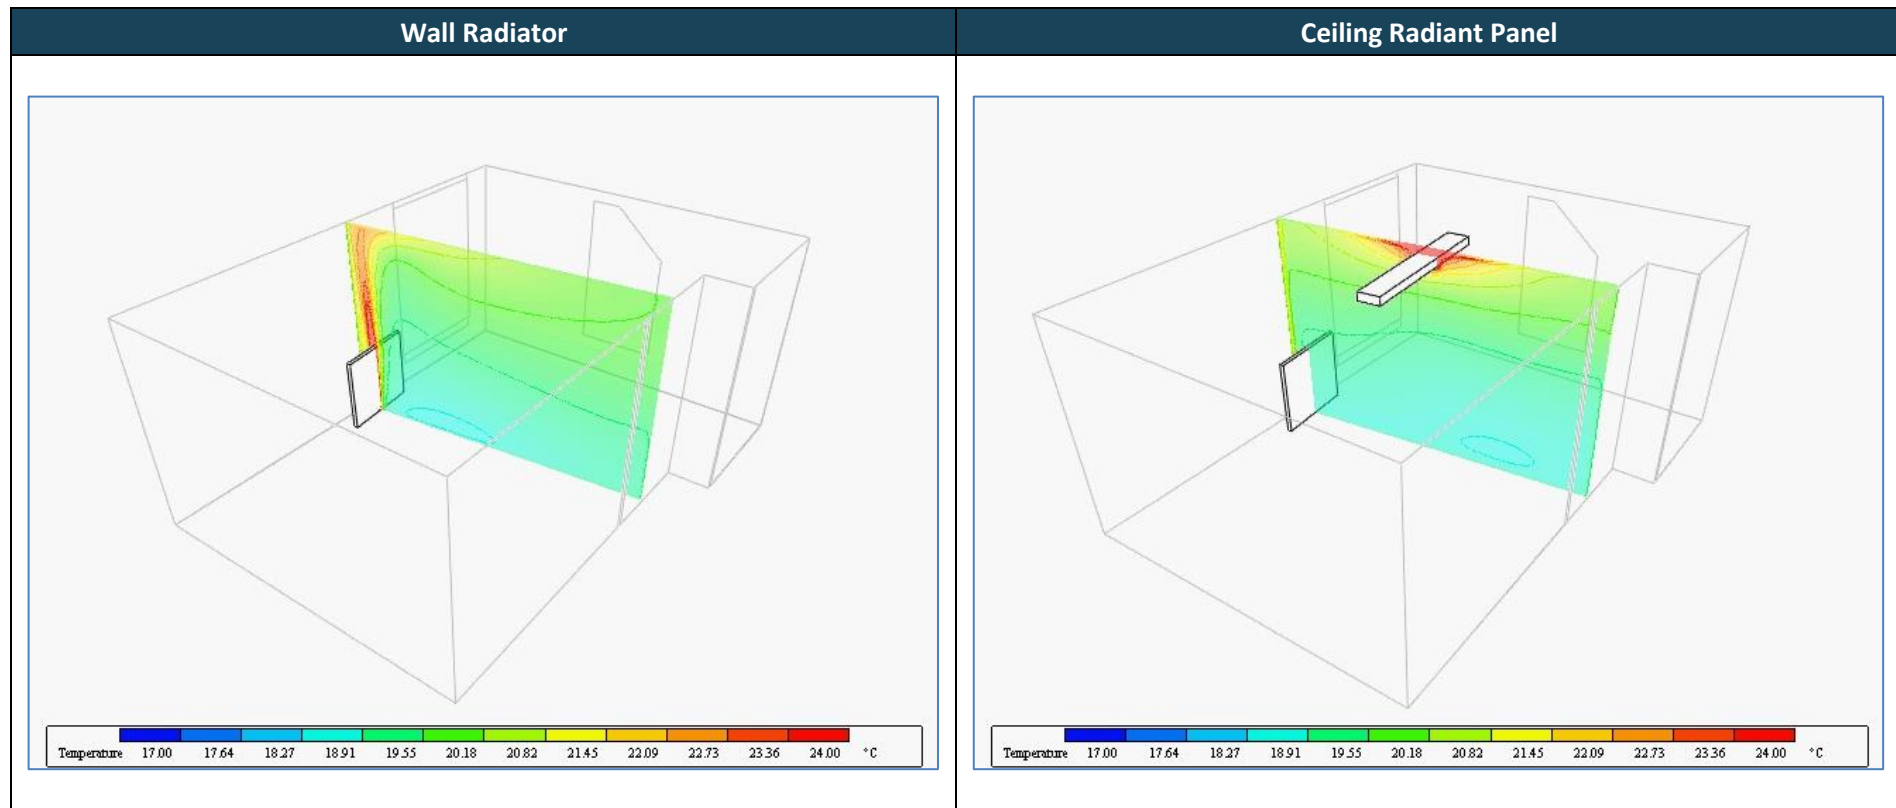 Wall Radiator
Ceiling Radiant Panel
Temperature 17.00 17.64 18.27 18.91 19.55 20.18 20.82 21.45 22.09 22.73 23.36 24.00 °C
Temperature 17.00 17.64 18.27 18.91 19.55 20.18 20.82 21.45 22.09 22.73 23.36 24.00 °C